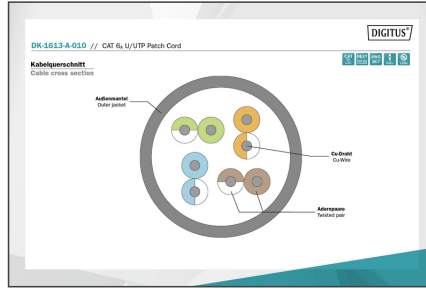 DIGITUS®
DK-1613-A-010 // CAT 6A U/UTP Patch Cord
Kabelquerschnitt
Cable cross section
Außenmantel
Outer jacket
Cu-Draht
Cu-Wire
Adernpaare
Twisted pair